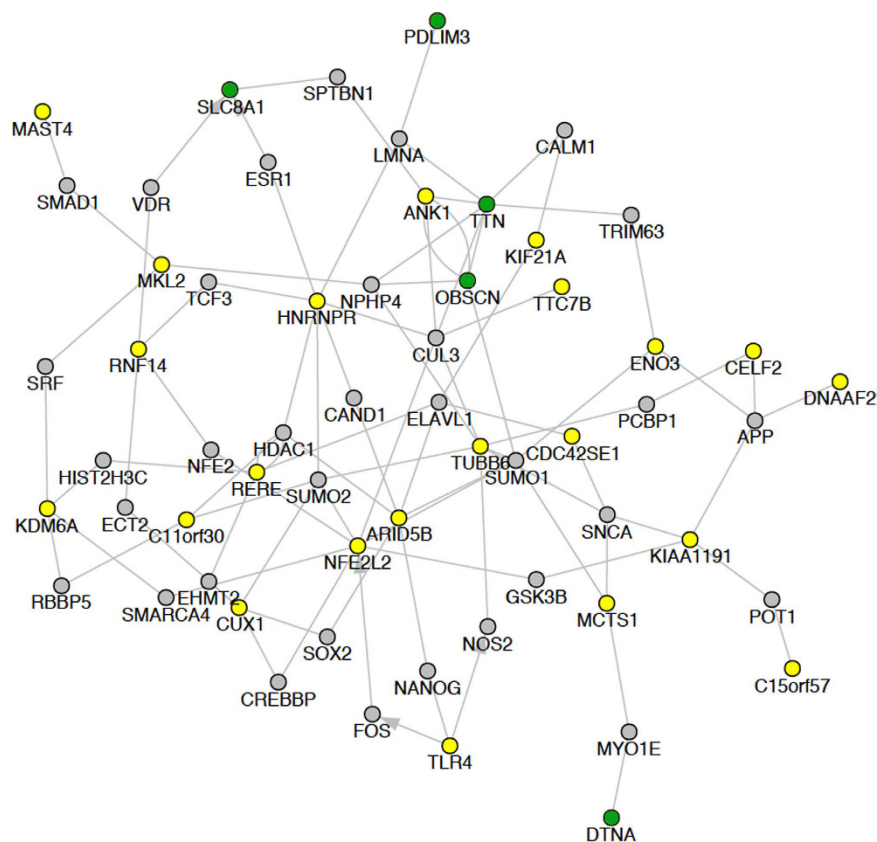 PDLIM3
SLC8A1
SPTBN1
MAST4
LMNA
CALM1
ESR1
SMAD1
VDR
ANK1
TTN
TRIM63
KIF21A
MKL2
TCF3
NPHP4
OBSCN
TTC7B
HNRNPR
CUL3
RNF14
ENO3
CELF2
SRF
DNAAF2
CAND1
ELAVL1
PCBP1
APP
HDAC1
NFE2
CDC42SE1
TUBB6
HIST2H3C
SUMO1
RERE
SUMO2
KDM6A
ECT2
C11orf30
ARID5B
SNCA
NFE2L2
KIAA1191
RBBP5
EHMT2
GSK3B
SMARCA4
CUX1
MCTS1
POT1
SOX2
NOS2
CREBBP
NANOG
C15orf57
FOS
MYO1E
TLR4
DTNA